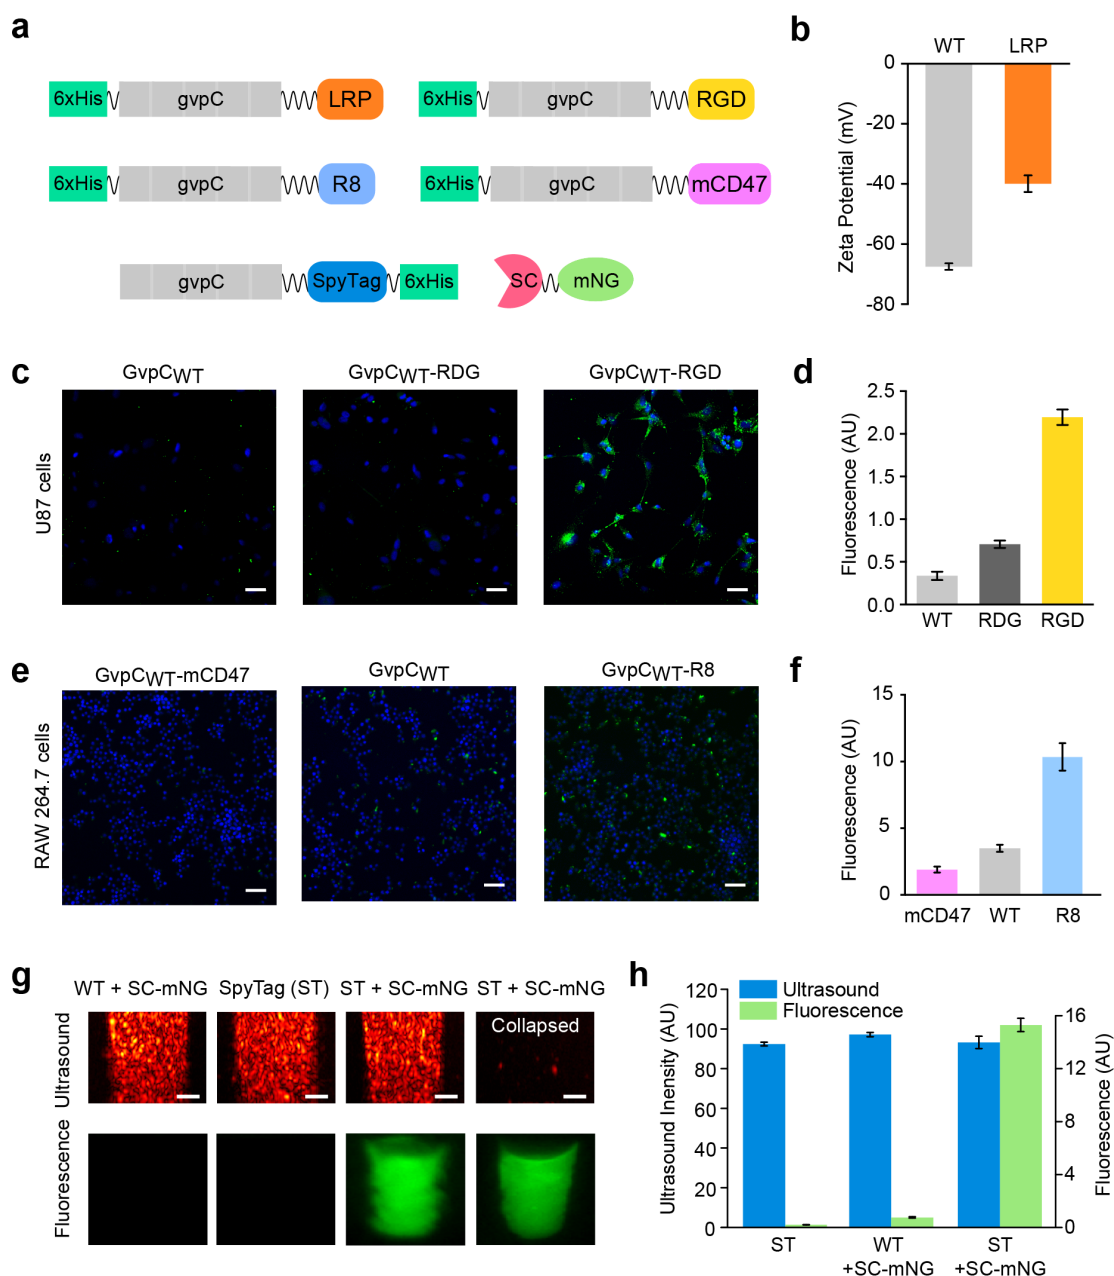 a
6xHis gvpC LRP
6xHis gvpC RGD
6xHis gvpC R8
6xHis gvpC mCD47
gvpC SpyTag 6xHis
SC mNG
b
WT LRP
Zeta Potential (mV)
0
-20
-40
-60
-80
c
GvpCWT GvpCWT-RDG GvpCWT-RGD
U87 cells
d
Fluorescence (AU)
2.5
2.0
1.5
1.0
0.5
0.0
WT RDG RGD
e
GvpCWT-mCD47 GvpCWT GvpCWT-R8
RAW 264.7 cells
f
Fluorescence (AU)
15
10
5
0
mCD47 WT R8
g
WT + SC-mNG SpyTag (ST) ST + SC-mNG ST + SC-mNG
Ultrasound
Collapsed
Fluorescence
h
Ultrasound
Fluorescence
Ultrasound Inensity (AU)
120
100
80
60
40
20
0
Fluorescence (AU)
16
12
8
4
0
ST WT ST
+SC-mNG +SC-mNG